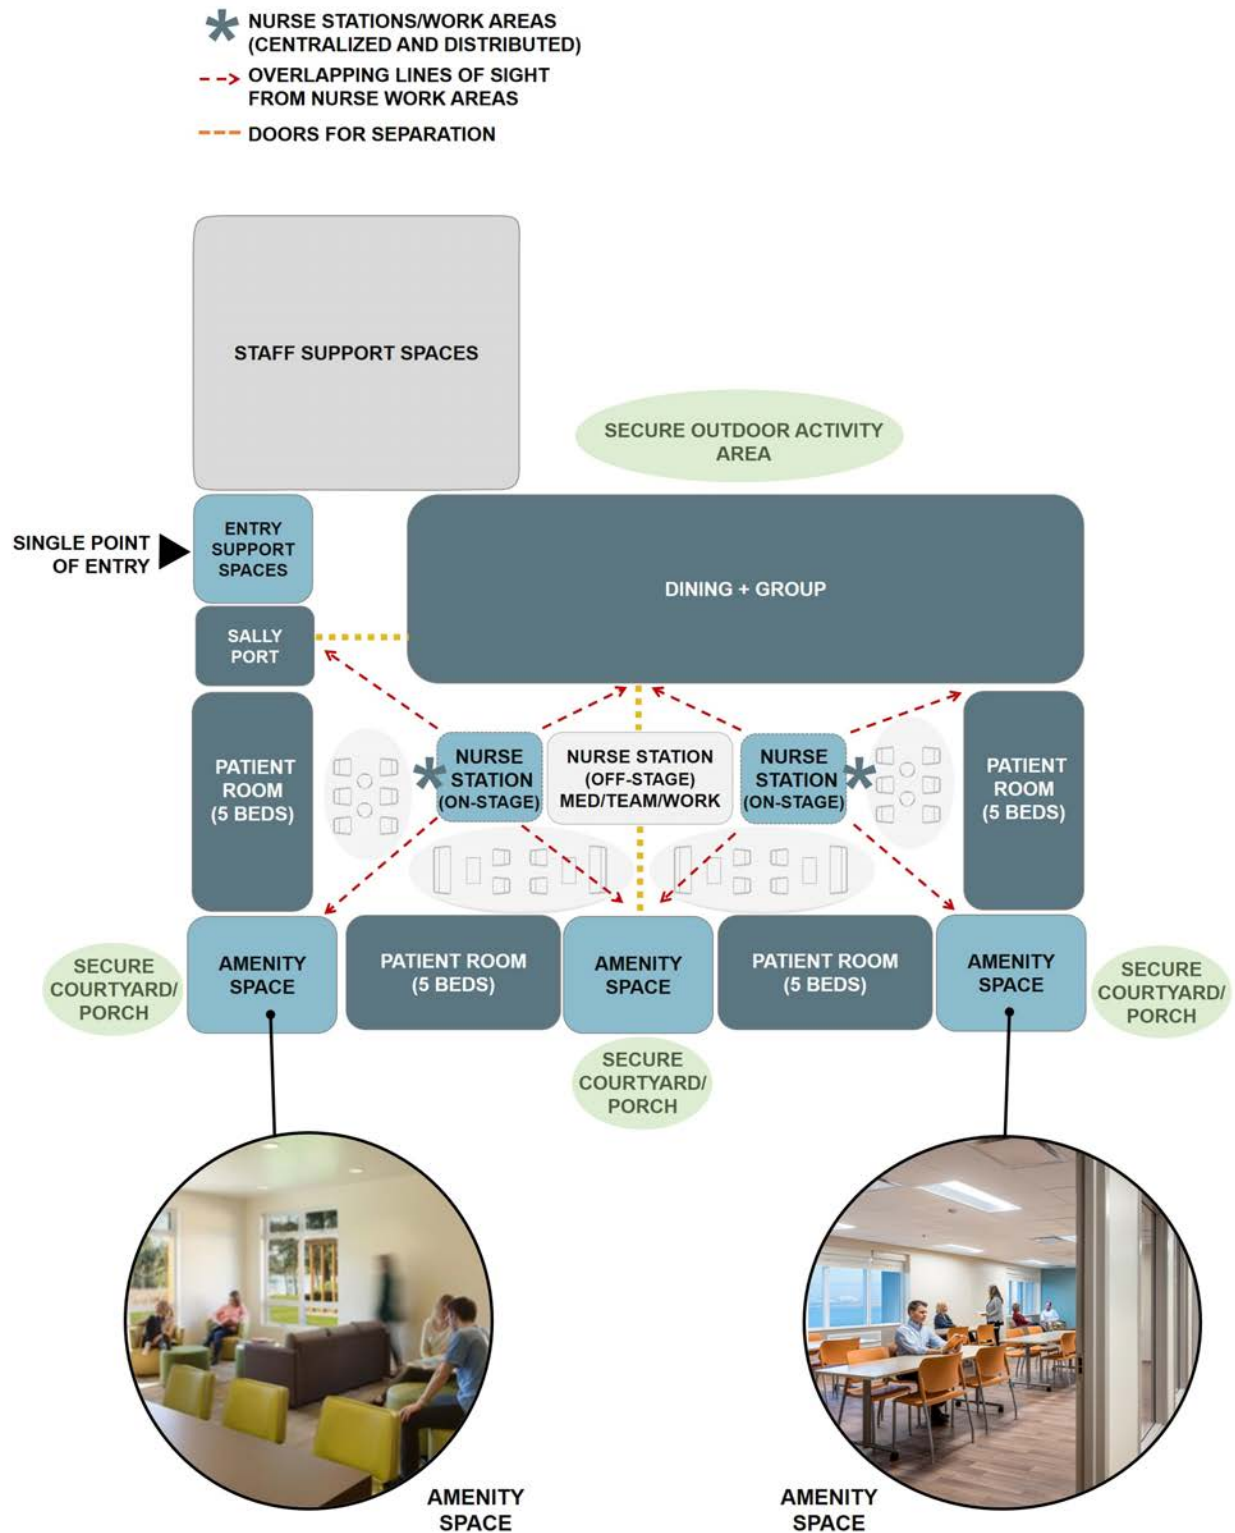 NURSE STATIONS/WORK AREAS
(CENTRALIZED AND DISTRIBUTED)
OVERLAPPING LINES OF SIGHT
FROM NURSE WORK AREAS
DOORS FOR SEPARATION
STAFF SUPPORT SPACES
SECURE OUTDOOR ACTIVITY
AREA
SINGLE POINT
OF ENTRY
ENTRY
SUPPORT
SPACES
DINING + GROUP
SALLY
PORT
PATIENT
ROOM
(5 BEDS)
NURSE
STATION
(ON-STAGE)
NURSE STATION
(OFF-STAGE)
MED/TEAM/WORK
NURSE
STATION
(ON-STAGE)
PATIENT
ROOM
(5 BEDS)
SECURE
COURTYARD/
PORCH
AMENITY
SPACE
PATIENT ROOM
(5 BEDS)
AMENITY
SPACE
PATIENT ROOM
(5 BEDS)
AMENITY
SPACE
SECURE
COURTYARD/
PORCH
SECURE
COURTYARD/
PORCH
AMENITY
SPACE
AMENITY
SPACE